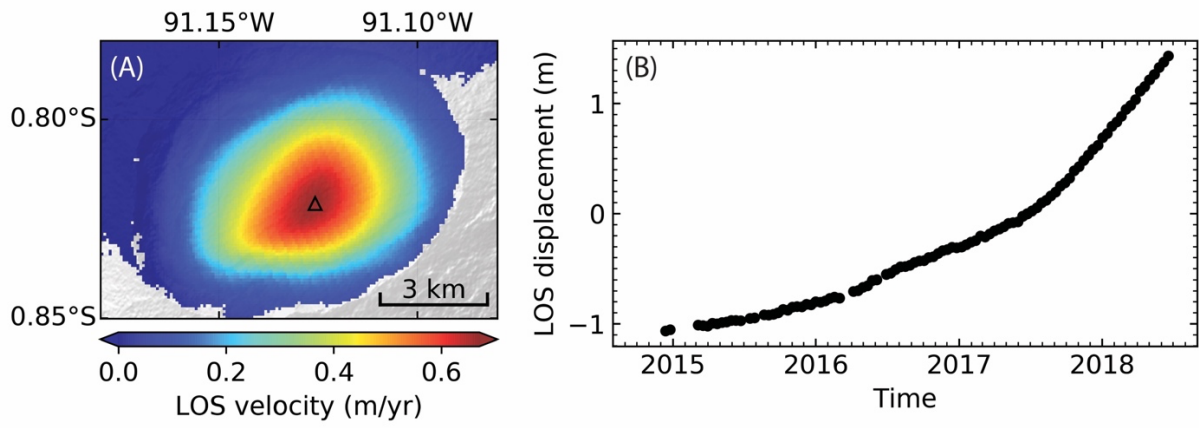 91.15°W 91.10°W
(A)
0.80°S
0.85°S
3 km
0.0 0.2 0.4 0.6
LOS velocity (m/yr)
(B)
LOS displacement (m)
1
0
−1
2015 2016 2017 2018
Time